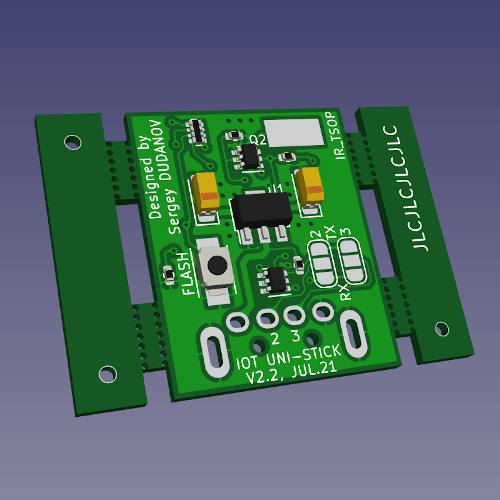 Designed by
Sergey DUDANOV
Q2
IR_TSOP
JLCJLCJLCJLC
U1
FLASH
2
TX
3
RX
2 3
IOT UNI-STICK
V2.2, JUL.21